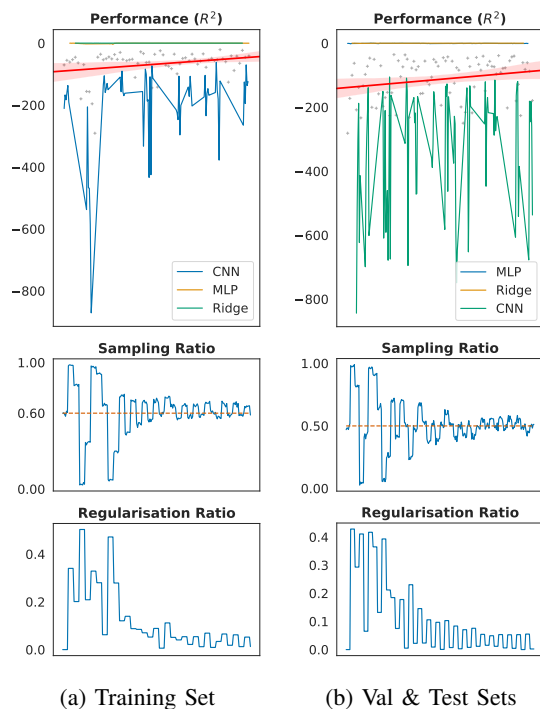 Performance (R²)
0
−200
−400
−600
−800
CNN
MLP
Ridge
Sampling Ratio
1.00
0.60
0.00
Regularisation Ratio
0.4
0.2
0.0
(a) Training Set
Performance (R²)
0
−200
−400
−600
−800
MLP
Ridge
CNN
Sampling Ratio
1.00
0.50
0.00
Regularisation Ratio
0.4
0.3
0.2
0.1
0.0
(b) Val & Test Sets